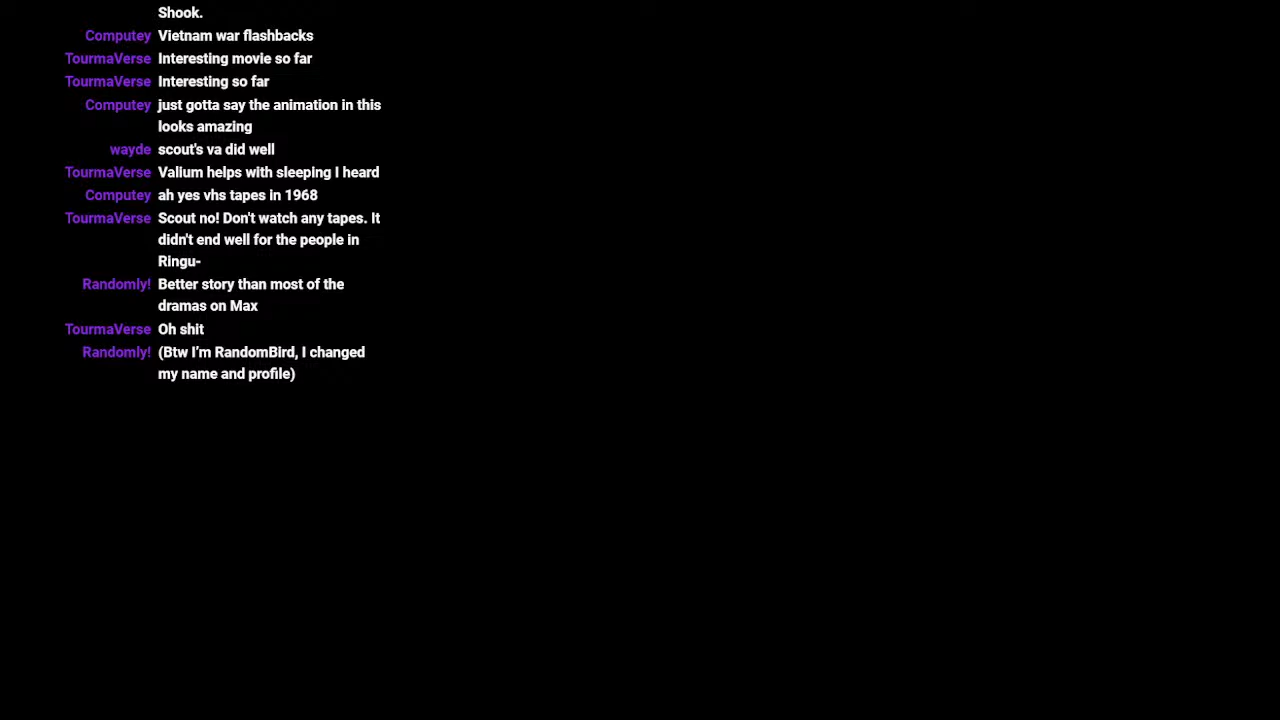 Shook.
Computey Vietnam war flashbacks
TourmaVerse Interesting movie so far
TourmaVerse Interesting so far
Computey just gotta say the animation in this
looks amazing
wayde scout's va did well
TourmaVerse Valium helps with sleeping I heard
Computey ah yes vhs tapes in 1968
TourmaVerse Scout no! Don't watch any tapes. It
didn't end well for the people in
Ringu-
Randomly! Better story than most of the
dramas on Max
TourmaVerse Oh shit
Randomly! (Btw I’m RandomBird, I changed
my name and profile)